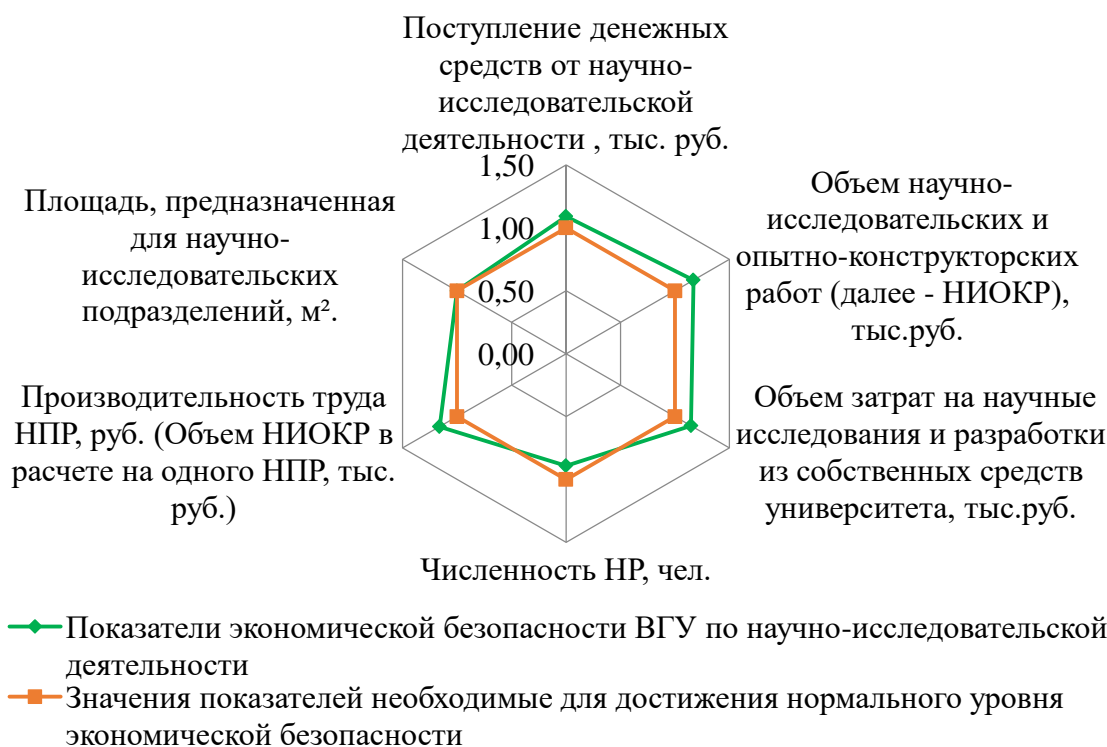 Поступление денежных
средств от научно-
исследовательской
деятельности , тыс. руб.
1,50
1,00
0,50
0,00
Объем научно-
исследовательских и
опытно-конструкторских
работ (далее - НИОКР),
тыс.руб.
Объем затрат на научные
исследования и разработки
из собственных средств
университета, тыс.руб.
Численность НР, чел.
Производительность труда
НПР, руб. (Объем НИОКР в
расчете на одного НПР, тыс.
руб.)
Площадь, предназначенная
для научно-
исследовательских
подразделений, м².
Показатели экономической безопасности ВГУ по научно-исследовательской
деятельности
Значения показателей необходимые для достижения нормального уровня
экономической безопасности